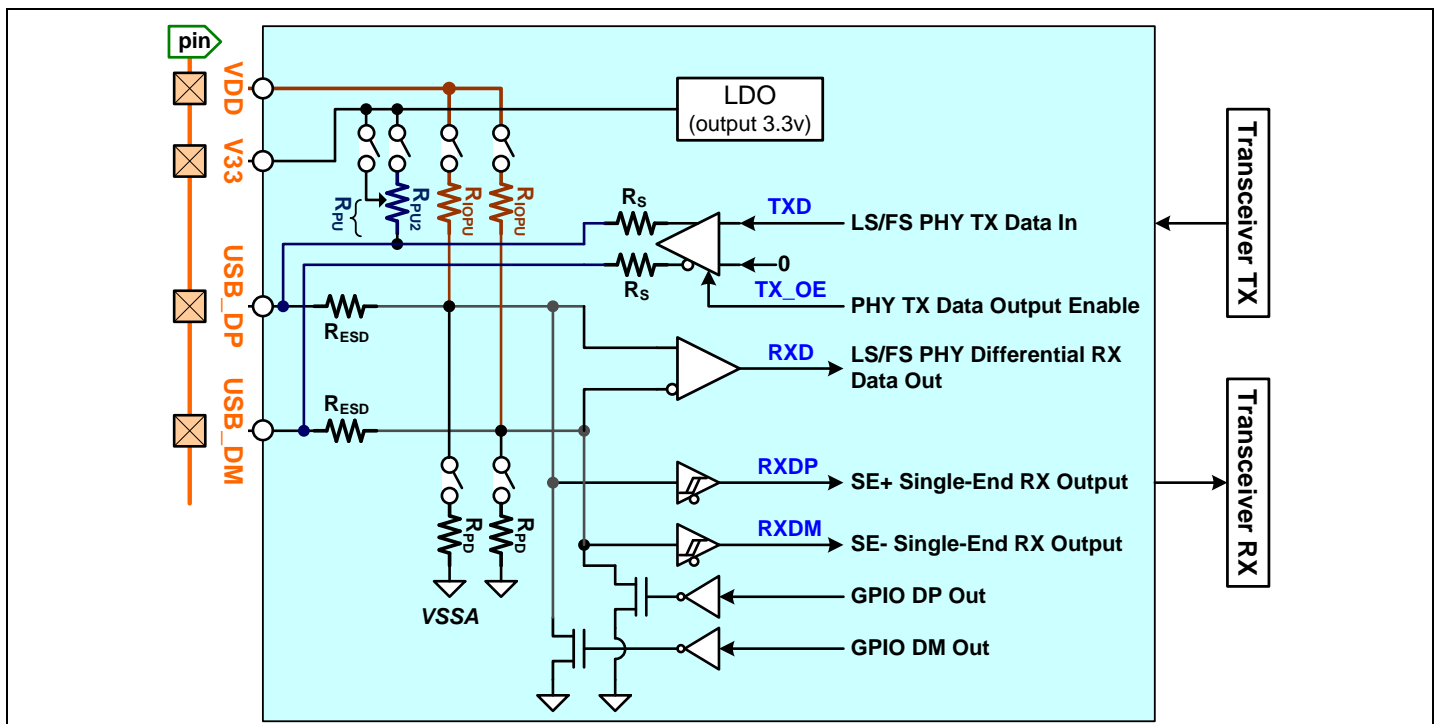 pin
VDD
V33
USB_DP
USB_DM
LDO
(output 3.3v)
RPU
RPU2
RIOPU
RIOPU
RS
RS
TXD
LS/FS PHY TX Data In
0
TX_OE
PHY TX Data Output Enable
RESD
RESD
RXD
LS/FS PHY Differential RX
Data Out
RXDP
SE+ Single-End RX Output
RXDM
SE- Single-End RX Output
RPD
RPD
VSSA
GPIO DP Out
GPIO DM Out
Transceiver TX
Transceiver RX